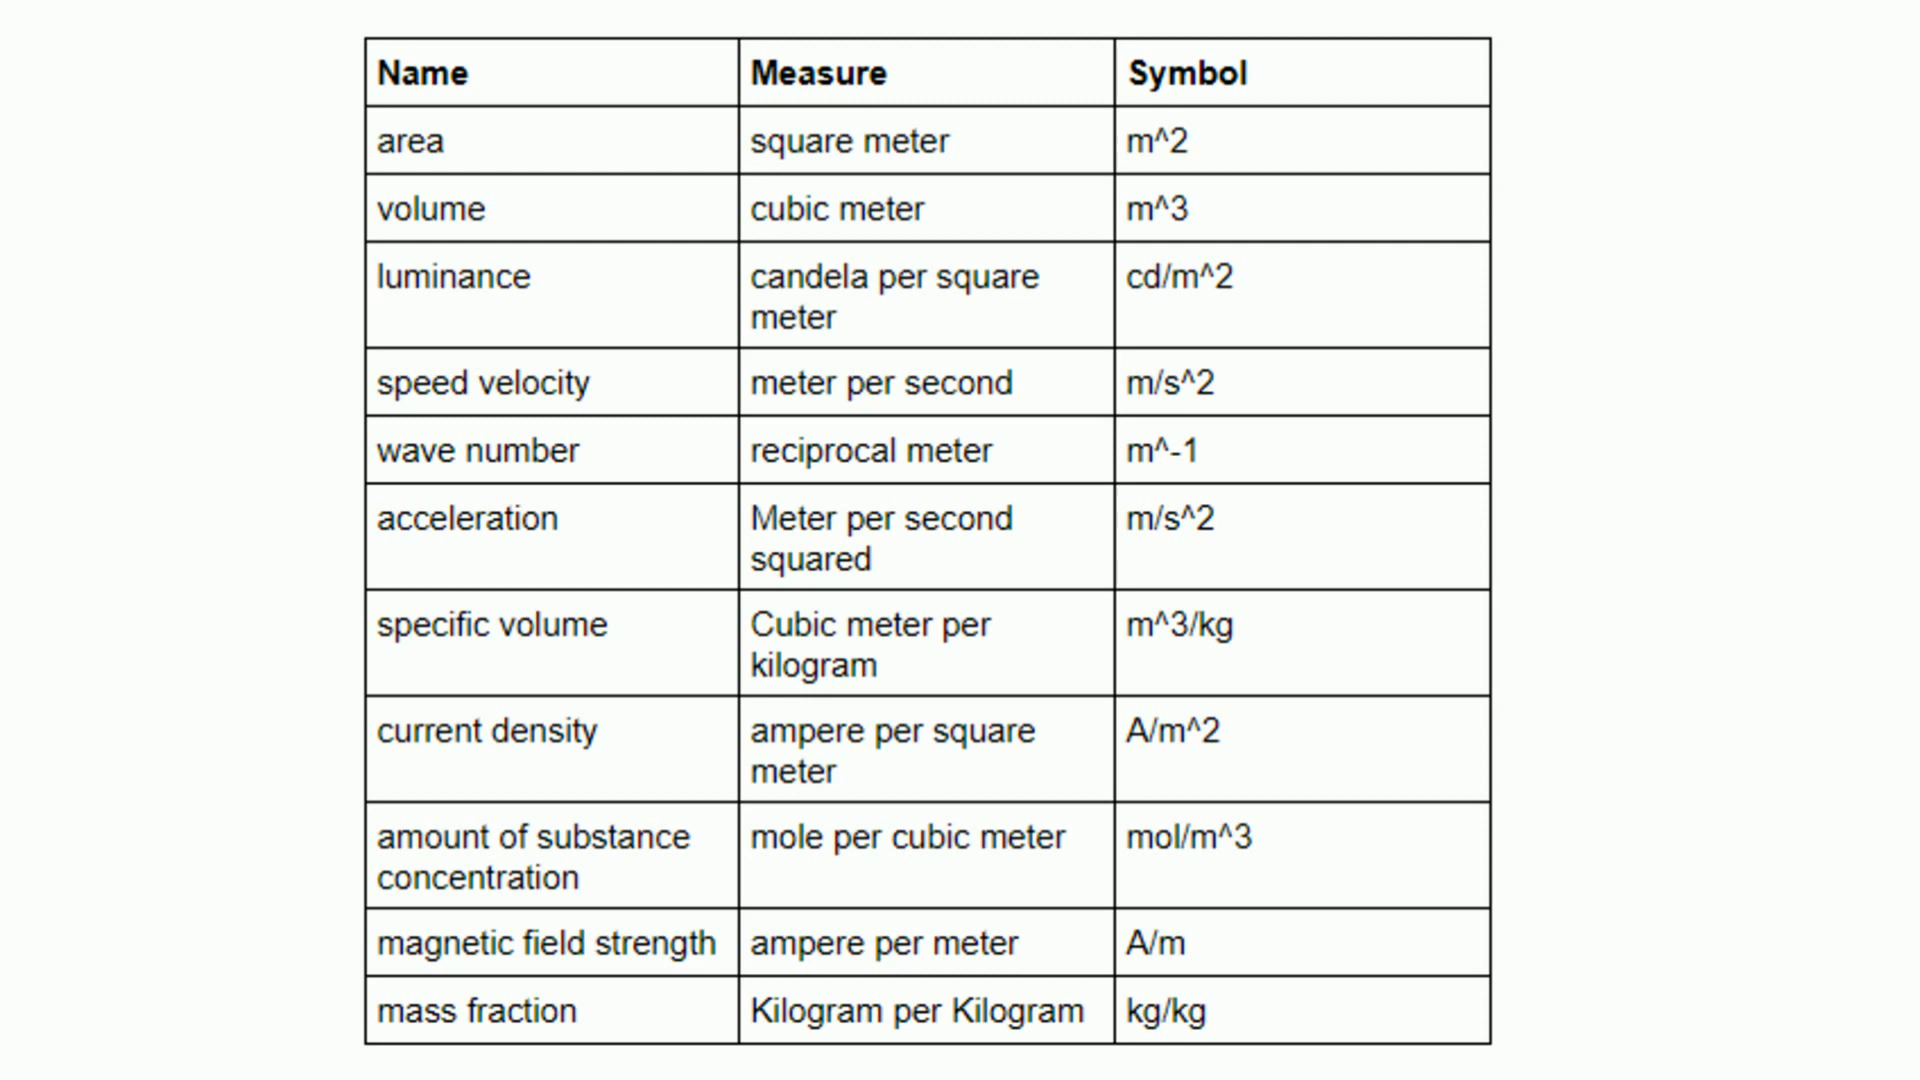 Name Measure Symbol
area square meter m^2
volume cubic meter m^3
luminance candela per square cd/m^2
meter
speed velocity meter per second m/s^2
wave number reciprocal meter m^-1
acceleration Meter per second m/s^2
squared
specific volume Cubic meter per m^3/kg
kilogram
current density ampere per square A/m^2
meter
amount of substance mole per cubic meter mol/m^3
concentration
magnetic field strength ampere per meter A/m
mass fraction Kilogram per Kilogram kg/kg